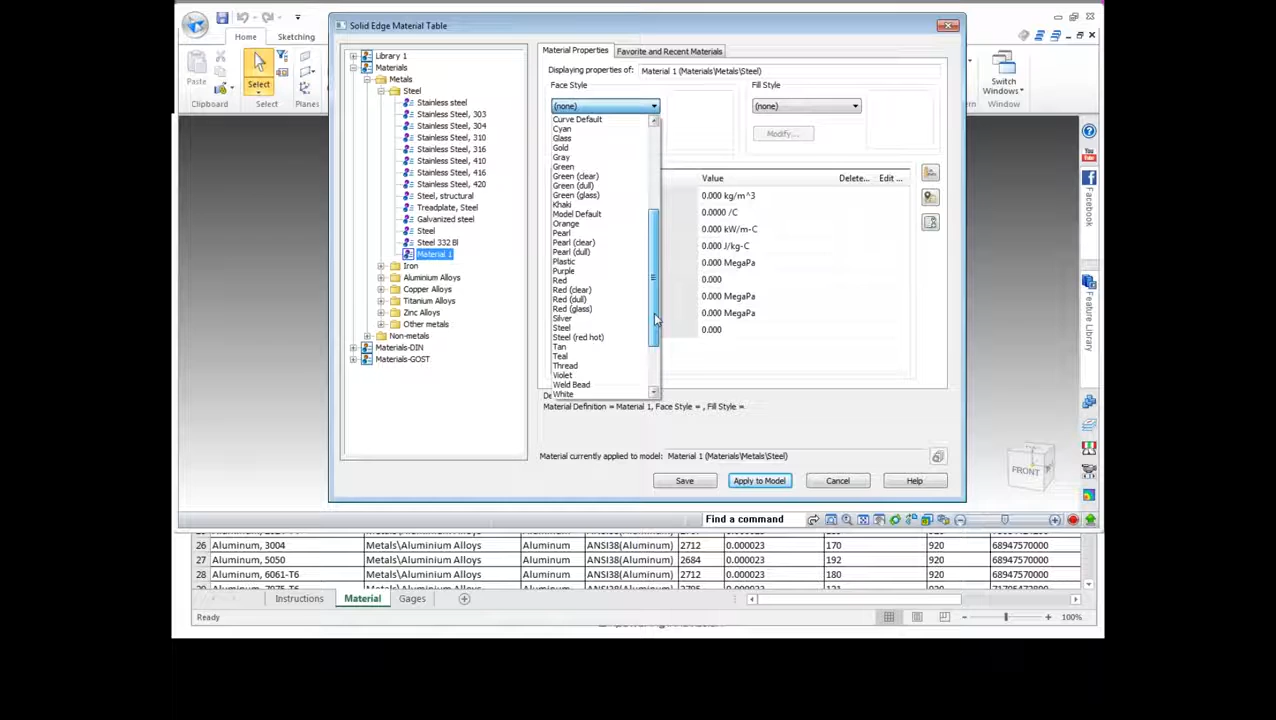 Solid Edge Material Table
Home
Sketching
Paste
Clipboard
Select
Select
Planes
Switch
Windows
Window
Library 1
Materials
Metals
Steel
Stainless steel
Stainless Steel, 303
Stainless Steel, 304
Stainless Steel, 310
Stainless Steel, 316
Stainless Steel, 410
Stainless Steel, 416
Stainless Steel, 420
Steel, structural
Treadplate, Steel
Galvanized steel
Steel
Steel 332 Bl
Material 1
Iron
Aluminium Alloys
Copper Alloys
Titanium Alloys
Zinc Alloys
Other metals
Non-metals
Materials-DIN
Materials-GOST
Material Properties
Favorite and Recent Materials
Displaying properties of:
Material 1 (Materials\Metals\Steel)
Face Style
Fill Style
(none)
(none)
Modify...
Curve Default
Cyan
Glass
Gold
Gray
Green
Green (clear)
Green (dull)
Green (glass)
Khaki
Model Default
Orange
Pearl
Pearl (clear)
Pearl (dull)
Plastic
Purple
Red
Red (clear)
Red (dull)
Red (glass)
Silver
Steel
Steel (red hot)
Tan
Teal
Thread
Violet
Weld Bead
White
Value
Delete...
Edit ...
0.000 kg/m^3
0.0000 /C
0.000 kW/m-C
0.000 J/kg-C
0.000 MegaPa
0.000
0.000 MegaPa
0.000 MegaPa
0.000
Material Definition = Material 1, Face Style = , Fill Style =
Material currently applied to model:
Material 1 (Materials\Metals\Steel)
Save
Apply to Model
Cancel
Help
You
Facebook
Feature Library
FRONT
Find a command
26 Aluminum, 3004 Metals\Aluminium Alloys Aluminum ANSI38(Aluminum) 2712 0.000023 170 920 68947570000
27 Aluminum, 5050 Metals\Aluminium Alloys Aluminum ANSI38(Aluminum) 2684 0.000023 192 920 68947570000
28 Aluminum, 6061-T6 Metals\Aluminium Alloys Aluminum ANSI38(Aluminum) 2712 0.000023 180 920 68947570000
Instructions
Material
Gages
Ready
100%